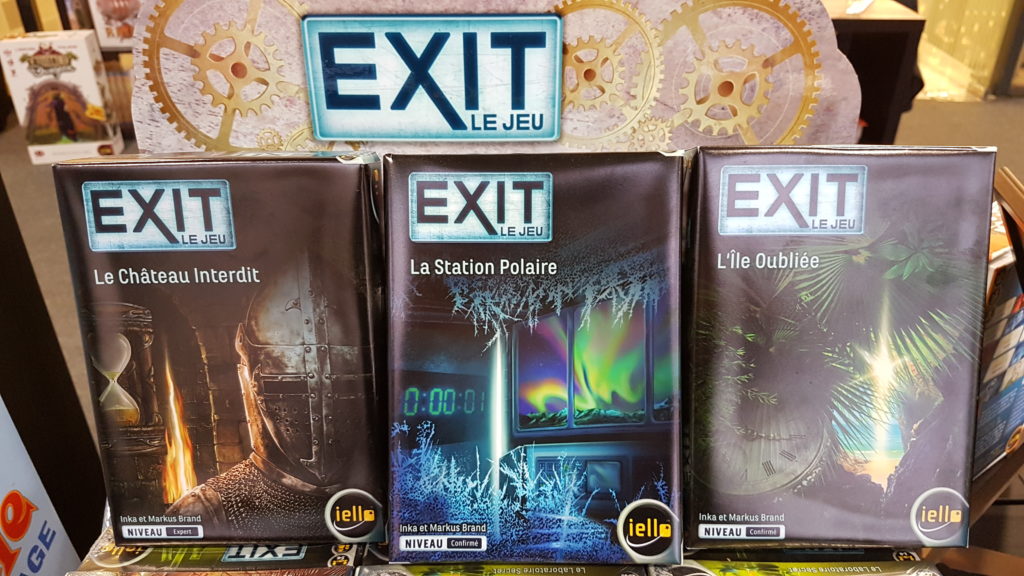 EXIT
LE JEU
EXIT
LE JEU
Le Château Interdit
Inka et Markus Brand
NIVEAU Expert
iello
EXIT
LE JEU
La Station Polaire
0:00:01
Inka et Markus Brand
NIVEAU Confirmé
iello
EXIT
LE JEU
L'Île Oubliée
Inka et Markus Brand
NIVEAU Confirmé
iello
EXIT
LE JEU
Le Laboratoire Secret